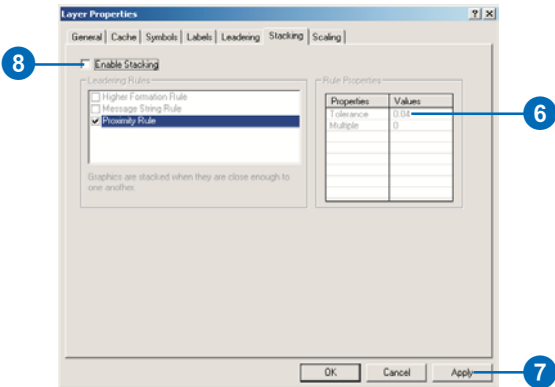 Layer Properties
General Cache Symbols Labels Leadering Stacking Scaling
8
Enable Stacking
Leadering Rules
Rule Properties
Higher Formation Rule
Message String Rule
Proximity Rule
Properties Values
Tolerance 0.04
Multiple 0
6
Graphics are stacked when they are close enough to
one another.
OK Cancel Apply
7